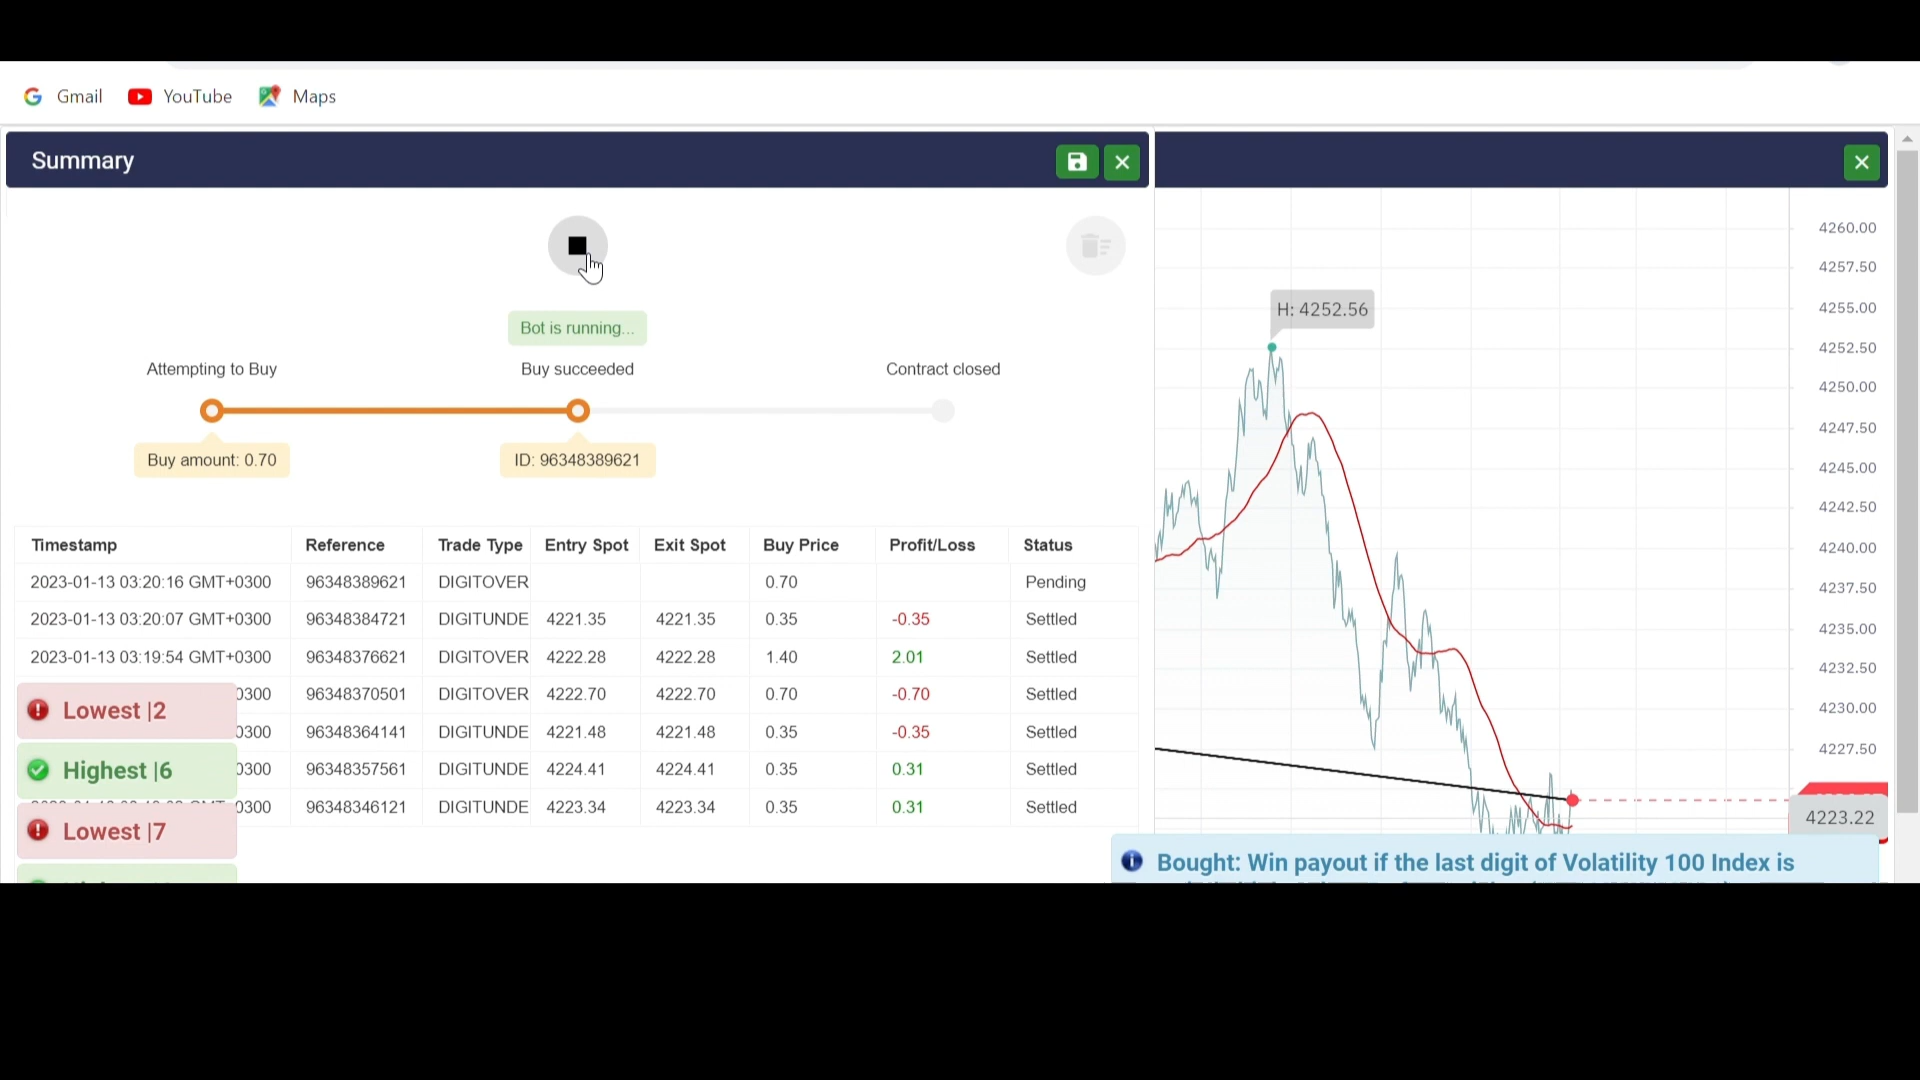 Gmail YouTube Maps
Summary
Bot is running...
Attempting to Buy Buy succeeded Contract closed
Buy amount: 0.70 ID: 96348389621
Timestamp Reference Trade Type Entry Spot Exit Spot Buy Price Profit/Loss Status
2023-01-13 03:20:16 GMT+0300 96348389621 DIGITOVER 0.70 Pending
2023-01-13 03:20:07 GMT+0300 96348384721 DIGITUNDE 4221.35 4221.35 0.35 -0.35 Settled
2023-01-13 03:19:54 GMT+0300 96348376621 DIGITOVER 4222.28 4222.28 1.40 2.01 Settled
0300 96348370501 DIGITOVER 4222.70 4222.70 0.70 -0.70 Settled
0300 96348364141 DIGITUNDE 4221.48 4221.48 0.35 -0.35 Settled
0300 96348357561 DIGITUNDE 4224.41 4224.41 0.35 0.31 Settled
0300 96348346121 DIGITUNDE 4223.34 4223.34 0.35 0.31 Settled
Lowest |2
Highest |6
Lowest |7
H: 4252.56
4260.00
4257.50
4255.00
4252.50
4250.00
4247.50
4245.00
4242.50
4240.00
4237.50
4235.00
4232.50
4230.00
4227.50
4223.22
Bought: Win payout if the last digit of Volatility 100 Index is